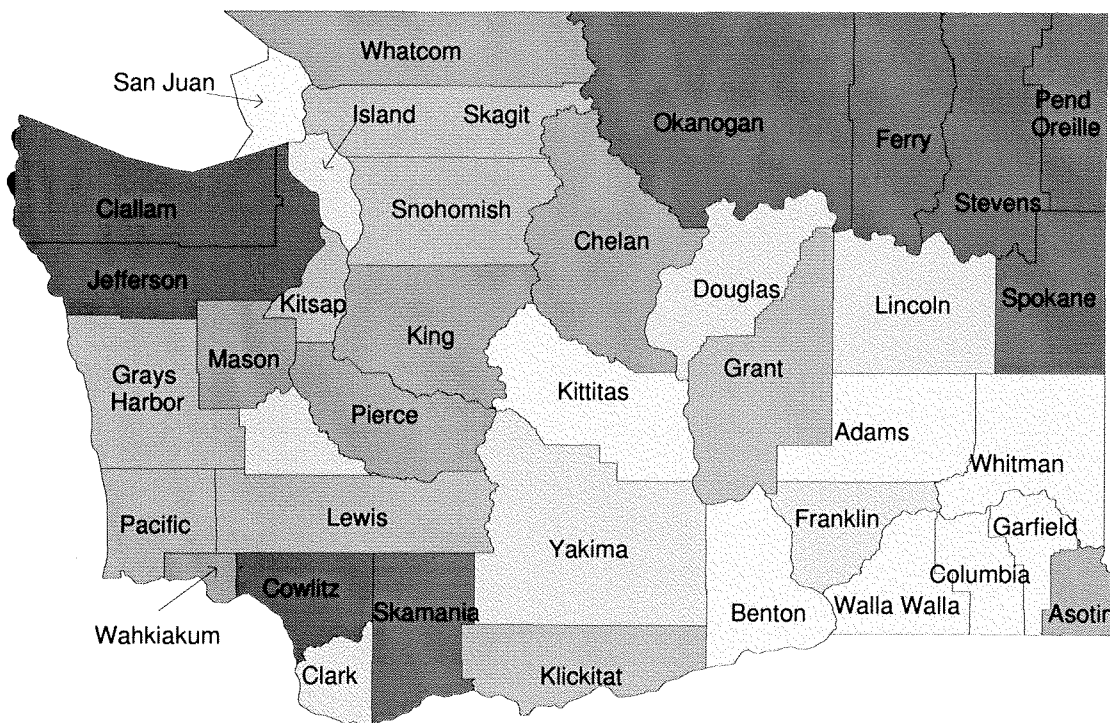 Whatcom
San Juan
Island
Skagit
Okanogan
Pend
Oreille
Ferry
Clallam
Snohomish
Stevens
Chelan
Jefferson
Kitsap
Douglas
Lincoln
Spokane
King
Mason
Grays
Harbor
Kittitas
Grant
Pierce
Adams
Whitman
Pacific
Lewis
Franklin
Garfield
Yakima
Columbia
Cowlitz
Skamania
Benton
Walla Walla
Asotin
Wahkiakum
Clark
Klickitat